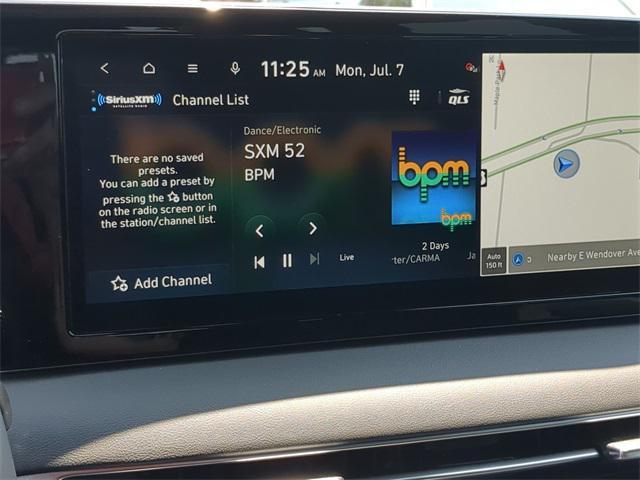 11:25 AM Mon, Jul. 7
SiriusXM
SATELLITE RADIO
Channel List
QLS
There are no saved
presets.
You can add a preset by
pressing the button
on the radio screen or in
the station/channel list.
Add Channel
Dance/Electronic
SXM 52
BPM
Live
bpm
bpm
2 Days
ter/CARMA Ja
Auto
150 ft
Nearby E Wendover Ave